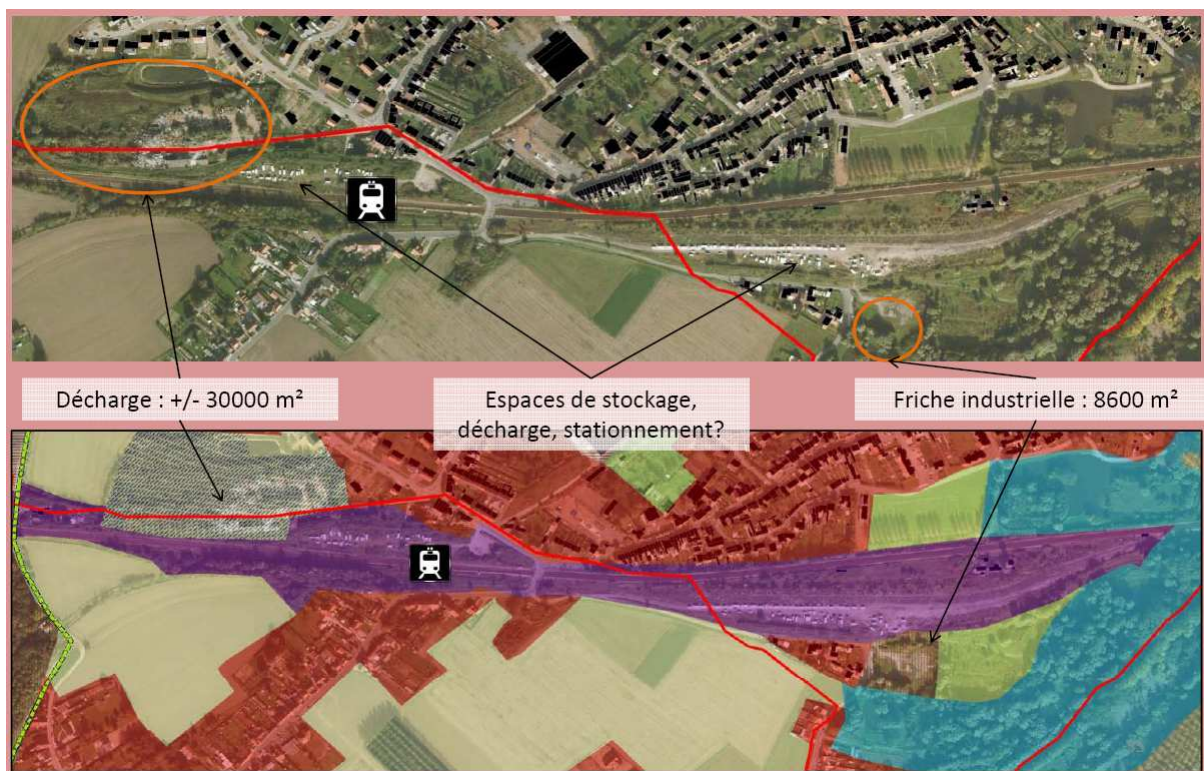 Décharge : +/- 30000 m²
Espaces de stockage,
décharge, stationnement?
Friche industrielle : 8600 m²